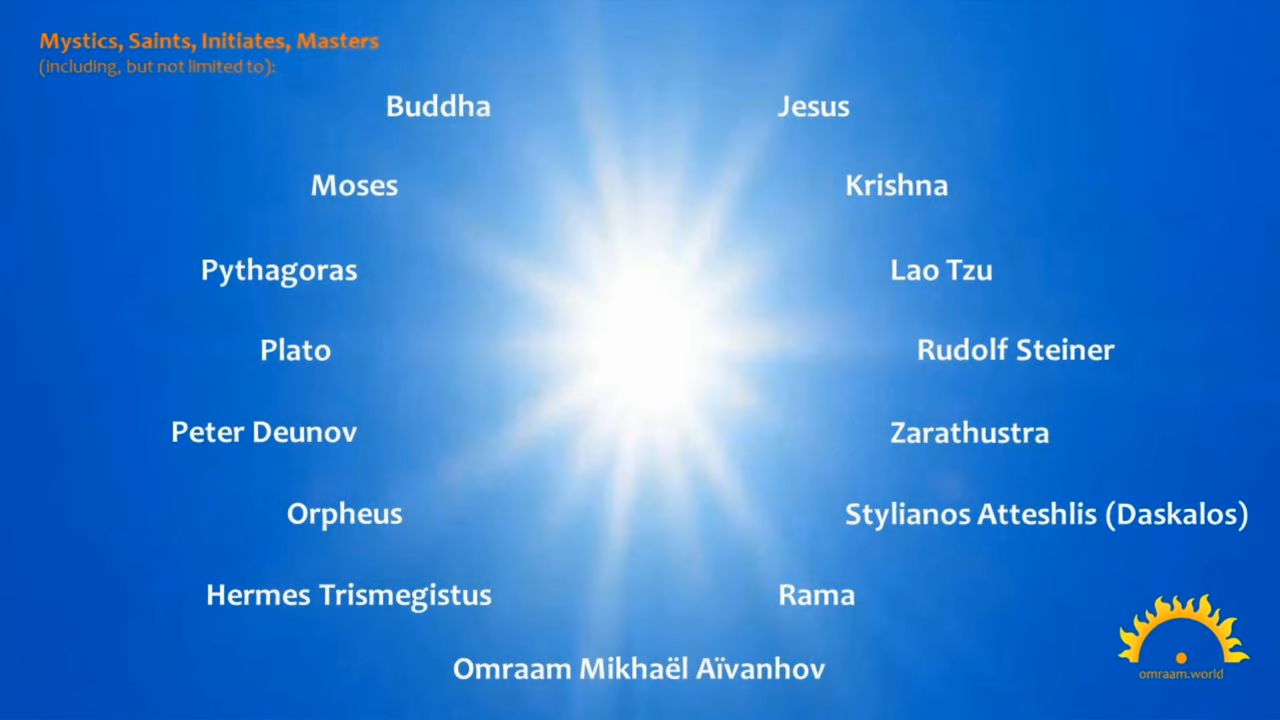 Mystics, Saints, Initiates, Masters
(including, but not limited to):
Buddha
Jesus
Moses
Krishna
Pythagoras
Lao Tzu
Plato
Rudolf Steiner
Peter Deunov
Zarathustra
Orpheus
Stylianos Atteshlis (Daskalos)
Hermes Trismegistus
Rama
Omraam Mikhaël Aïvanhov
omraam.world